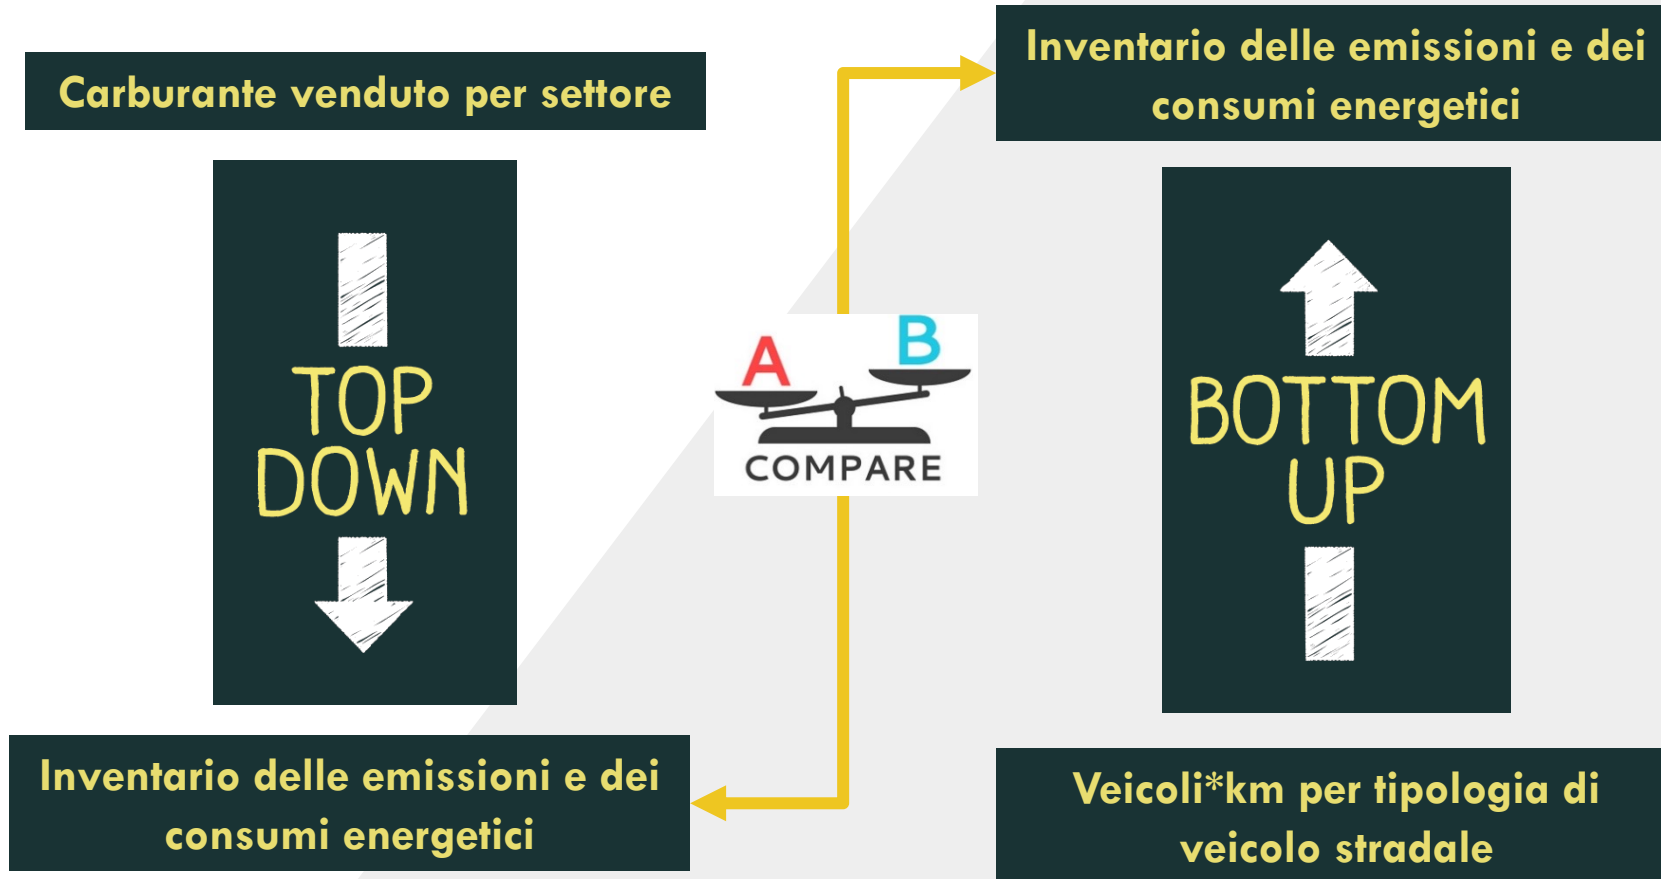 Carburante venduto per settore
TOP
DOWN
Inventario delle emissioni e dei
consumi energetici
A
B
COMPARE
Inventario delle emissioni e dei
consumi energetici
BOTTOM
UP
Veicoli*km per tipologia di
veicolo stradale